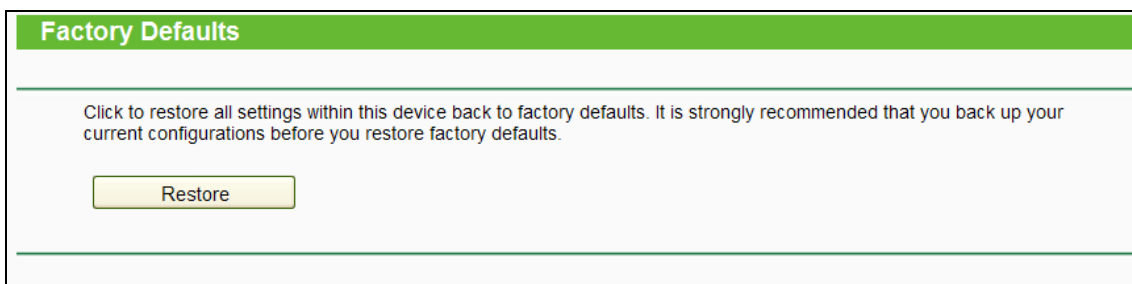 Factory Defaults
Click to restore all settings within this device back to factory defaults. It is strongly recommended that you back up your
current configurations before you restore factory defaults.
Restore